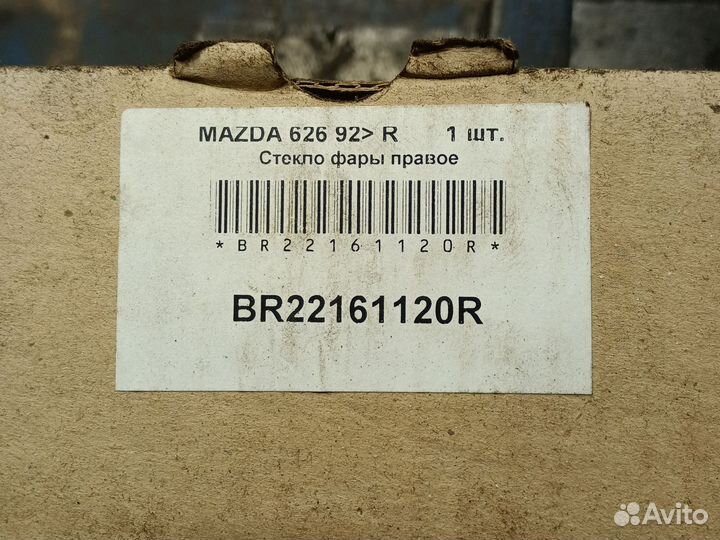 MAZDA 626 92> R 1 шт.
Стекло фары правое
*BR22161120R*
BR22161120R
Avito